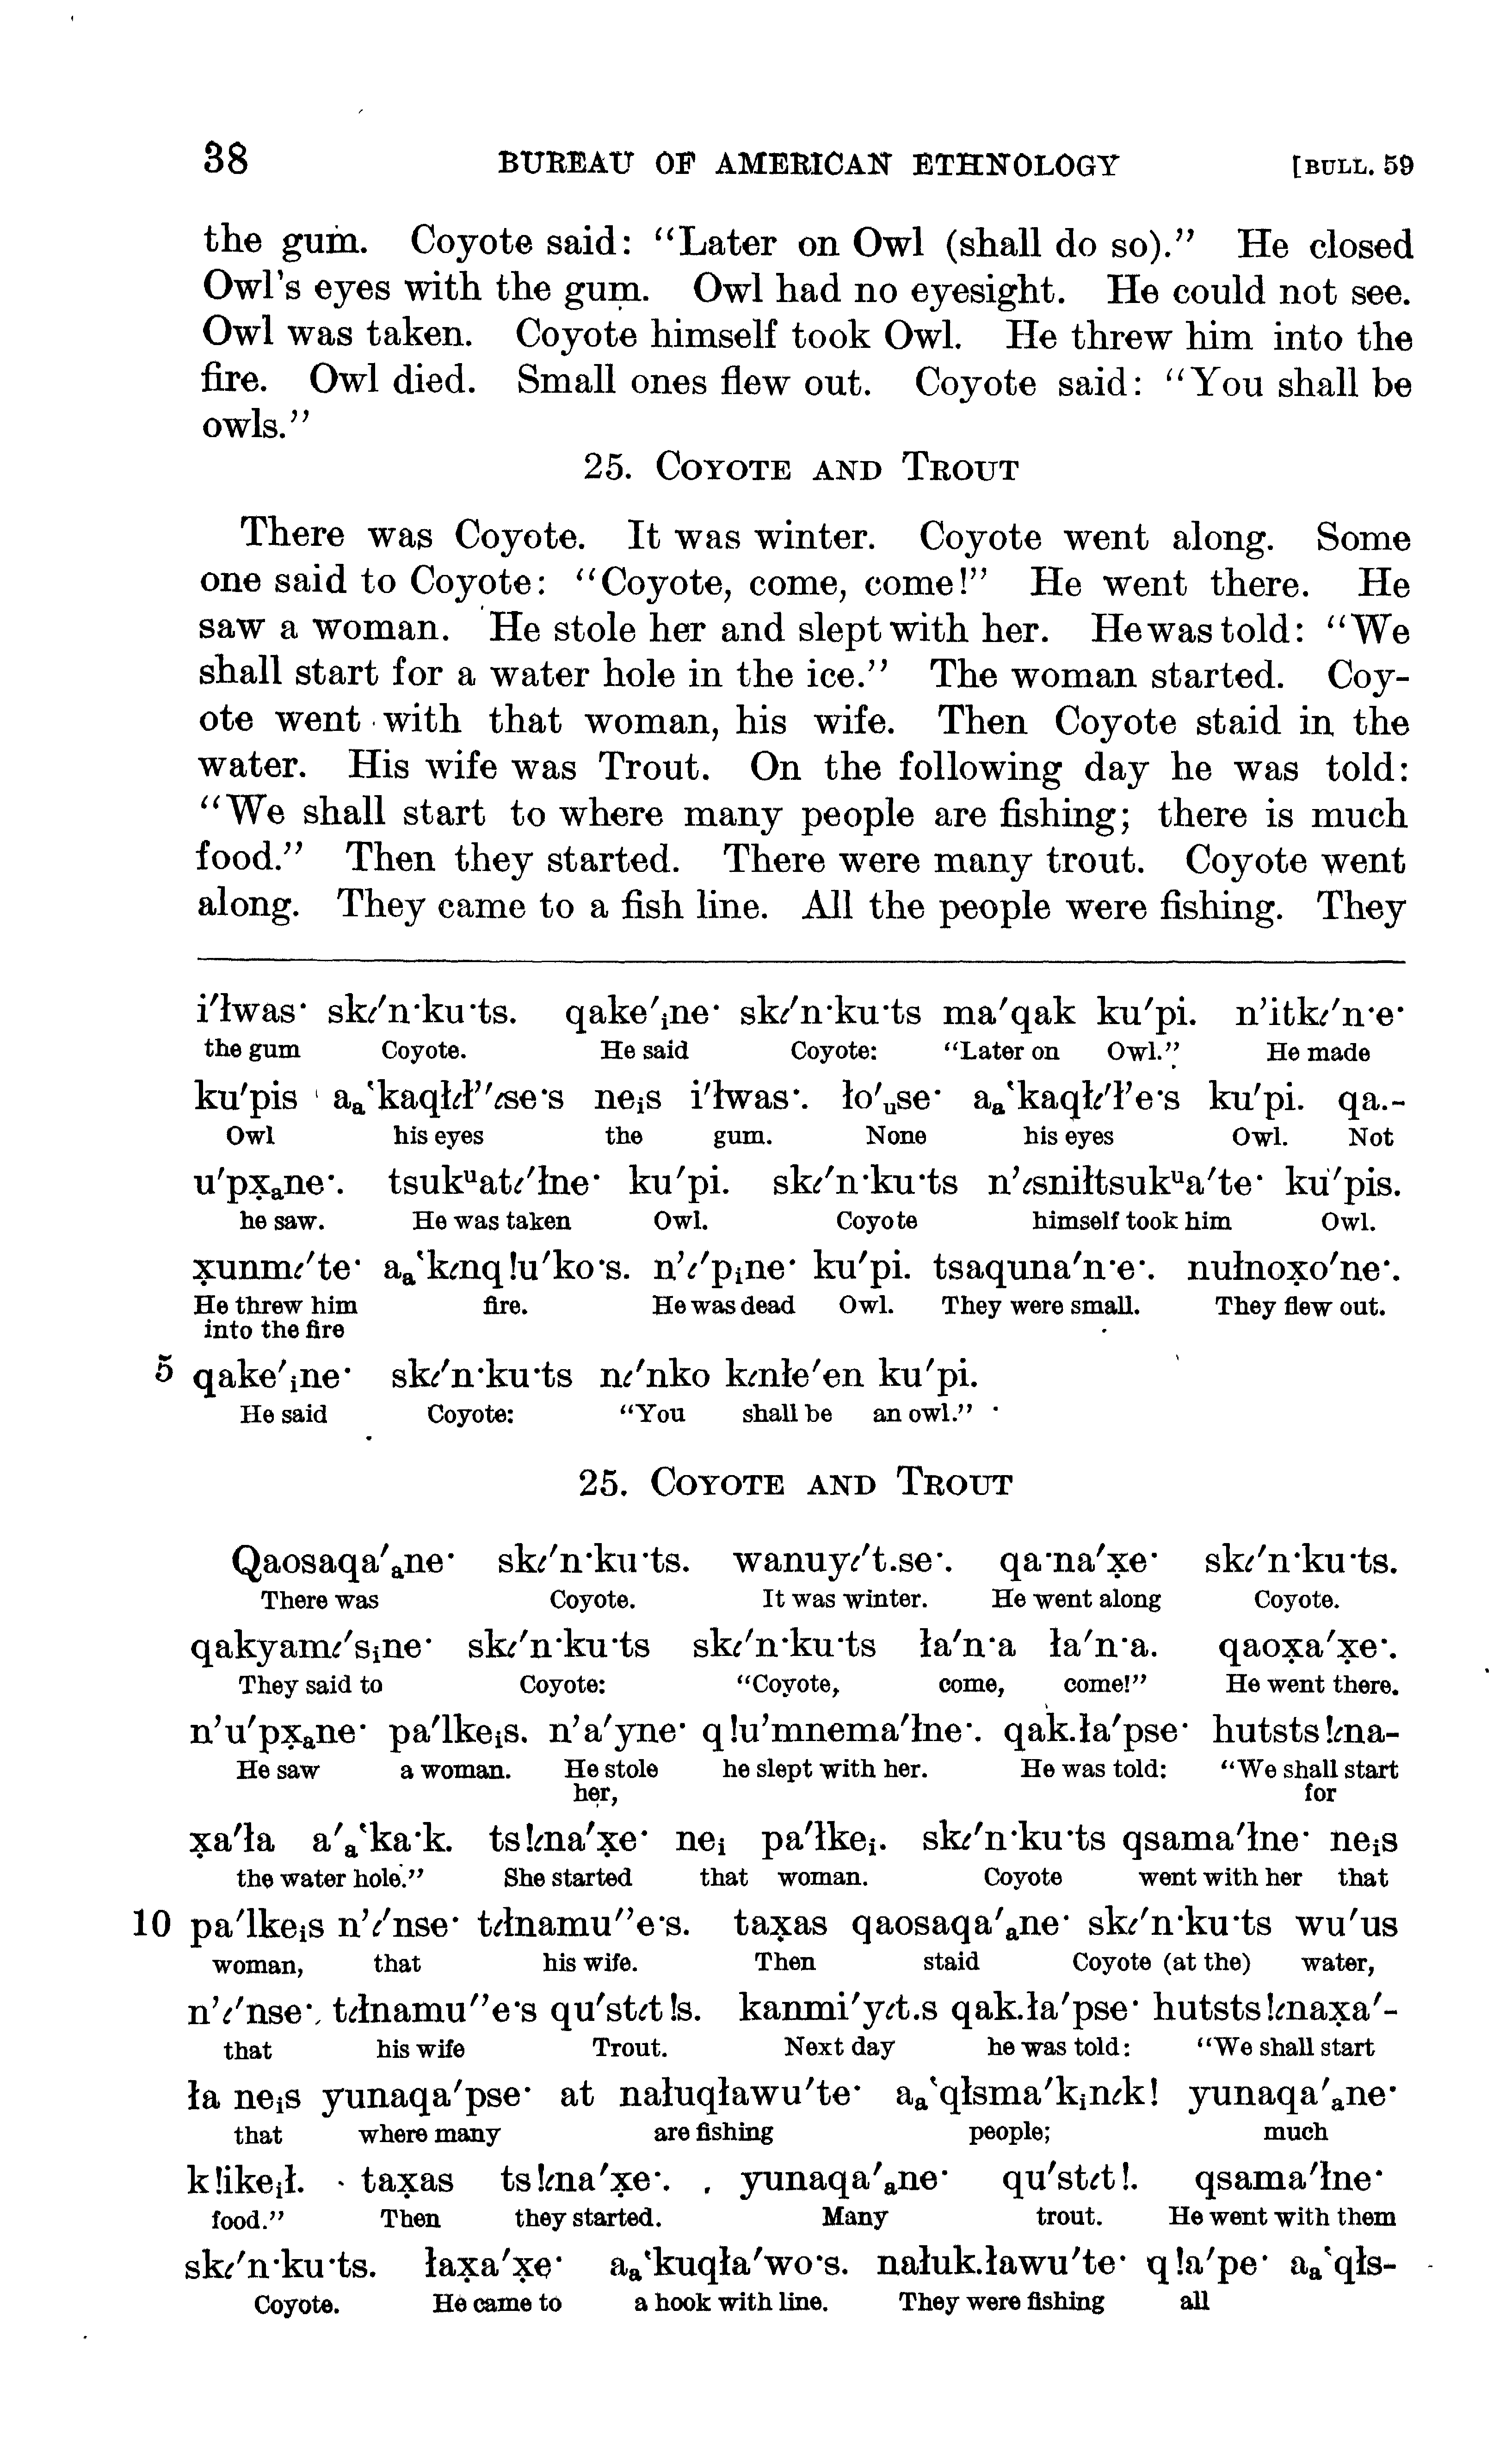 38 BUREAU OF AMERICAN ETHNOLOGY [BULL. 59
the gum. Coyote said: “Later on Owl (shall do so).” He closed
Owl's eyes with the gum. Owl had no eyesight. He could not see.
Owl was taken. Coyote himself took Owl. He threw him into the
fire. Owl died. Small ones flew out. Coyote said: “You shall be
owls.”
25. COYOTE AND TROUT
There was Coyote. It was winter. Coyote went along. Some
one said to Coyote: “Coyote, come, come!” He went there. He
saw a woman. He stole her and slept with her. He was told: “We
shall start for a water hole in the ice.” The woman started. Coy-
ote went with that woman, his wife. Then Coyote staid in the
water. His wife was Trout. On the following day he was told:
“We shall start to where many people are fishing; there is much
food.” Then they started. There were many trout. Coyote went
along. They came to a fish line. All the people were fishing. They
i′łwas· skɩ′n·ku·ts. qake′ᵢne· skɩ′n·ku·ts ma′qak ku′pi. n’itkɩ′n·e·
the gum Coyote. He said Coyote: “Later on Owl.” He made
ku′pis aₐ‛kaqłɩł’′ɩse·s neᵢs i′łwas·. ło′ᵤse· aₐ‛kaqłɩ′ł’e·s ku′pi. qa.-
Owl his eyes the gum. None his eyes Owl. Not
u′px̣ₐne·. tsukᵘatɩ′łne· ku′pi. skɩ′n·ku·ts n’ɩsniłtsukᵘa′te· ku′pis.
he saw. He was taken Owl. Coyote himself took him Owl.
x̣unmɩ′te· aₐ‛kɩnq!u′ko·s. n’ɩ′pᵢne· ku′pi. tsaquna′n·e·. nułnox̣o′ne·.
He threw him fire. He was dead Owl. They were small. They flew out.
into the fire
5 qake′ᵢne· skɩ′n·ku·ts nɩ′nko kɩnłe′en ku′pi.
He said Coyote: “You shall be an owl.”
25. COYOTE AND TROUT
Qaosaqa′ₐne· skɩ′n·ku·ts. wanuyɩ′t.se·. qa·na′x̣e· skɩ′n·ku·ts.
There was Coyote. It was winter. He went along Coyote.
qakyamɩ′sᵢne· skɩ′n·ku·ts skɩ′n·ku·ts ła′n·a ła′n·a. qaox̣a′x̣e·.
They said to Coyote: “Coyote, come, come!” He went there.
n’u′px̣ₐne· pa′lkeᵢs. n’a′yne· q!u′mnema′łne·. qak.ła′pse· hutsts!ɩna-
He saw a woman. He stole he slept with her. He was told: “We shall start
her, for
x̣a′ła a′ₐ‛ka·k. ts!ɩna′x̣e· neᵢ pa′łkeᵢ. skɩ′n·ku·ts qsama′łne· neᵢs
the water hole.” She started that woman. Coyote went with her that
10 pa′lkeᵢs n’ɩ′nse· tɩłnamu′’e·s. tax̣as qaosaqa′ₐne· skɩ′n·ku·ts wu′us
woman, that his wife. Then staid Coyote (at the) water,
n’ɩ′nse· tɩłnamu′’e·s qu′stɩt!s. kanmi′yɩt.s qak.ła′pse· hutsts!ɩnax̣a′-
that his wife Trout. Next day he was told: “We shall start
ła neᵢs yunaqa′pse· at nałuqławu′te· aₐ‛qłsma′kᵢnɩk! yunaqa′ₐne·
that where many are fishing people; much
k!ikeᵢł. tax̣as ts!ɩna′x̣e·. yunaqa′ₐne· qu′stɩt!. qsama′łne·
food.” Then they started. Many trout. He went with them
skɩ′n·ku·ts. łax̣a′x̣e· aₐ‛kuqła′wo·s. nałuk.ławu′te· q!a′pe· aₐ‛qłs-
Coyote. He came to a hook with line. They were fishing all